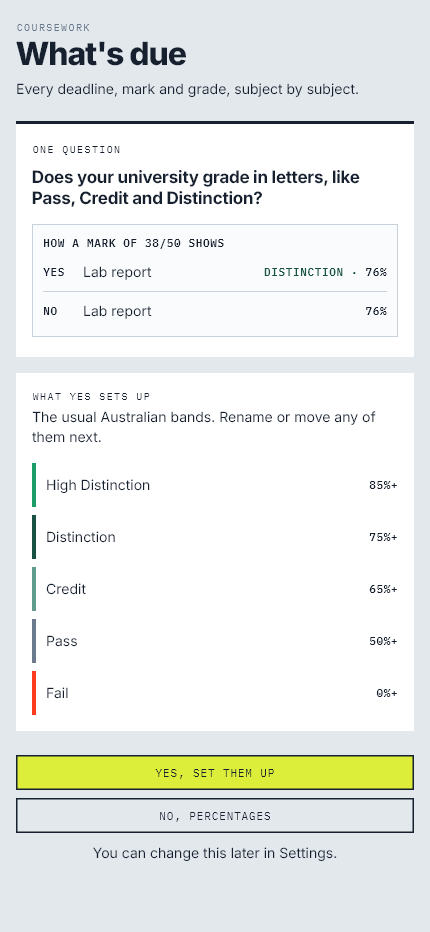 COURSEWORK
What's due
Every deadline, mark and grade, subject by subject.
ONE QUESTION
Does your university grade in letters, like
Pass, Credit and Distinction?
HOW A MARK OF 38/50 SHOWS
YES Lab report DISTINCTION · 76%
NO Lab report 76%
WHAT YES SETS UP
The usual Australian bands. Rename or move any of
them next.
High Distinction 85%+
Distinction 75%+
Credit 65%+
Pass 50%+
Fail 0%+
YES, SET THEM UP
NO, PERCENTAGES
You can change this later in Settings.